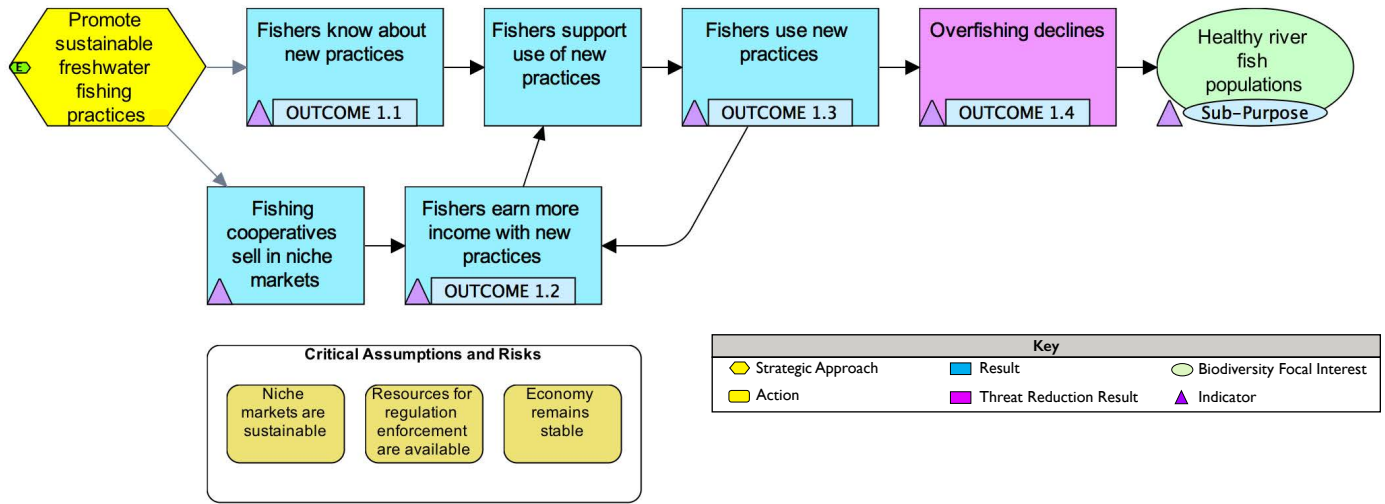 Promote
sustainable
freshwater
fishing
practices
E
Fishers know about
new practices
OUTCOME 1.1
Fishers support
use of new
practices
Fishers use new
practices
OUTCOME 1.3
Overfishing declines
OUTCOME 1.4
Healthy river
fish
populations
Sub-Purpose
Fishing
cooperatives
sell in niche
markets
Fishers earn more
income with new
practices
OUTCOME 1.2
Critical Assumptions and Risks
Niche
markets are
sustainable
Resources for
regulation
enforcement
are available
Economy
remains
stable
Key
Strategic Approach
Result
Biodiversity Focal Interest
Action
Threat Reduction Result
Indicator